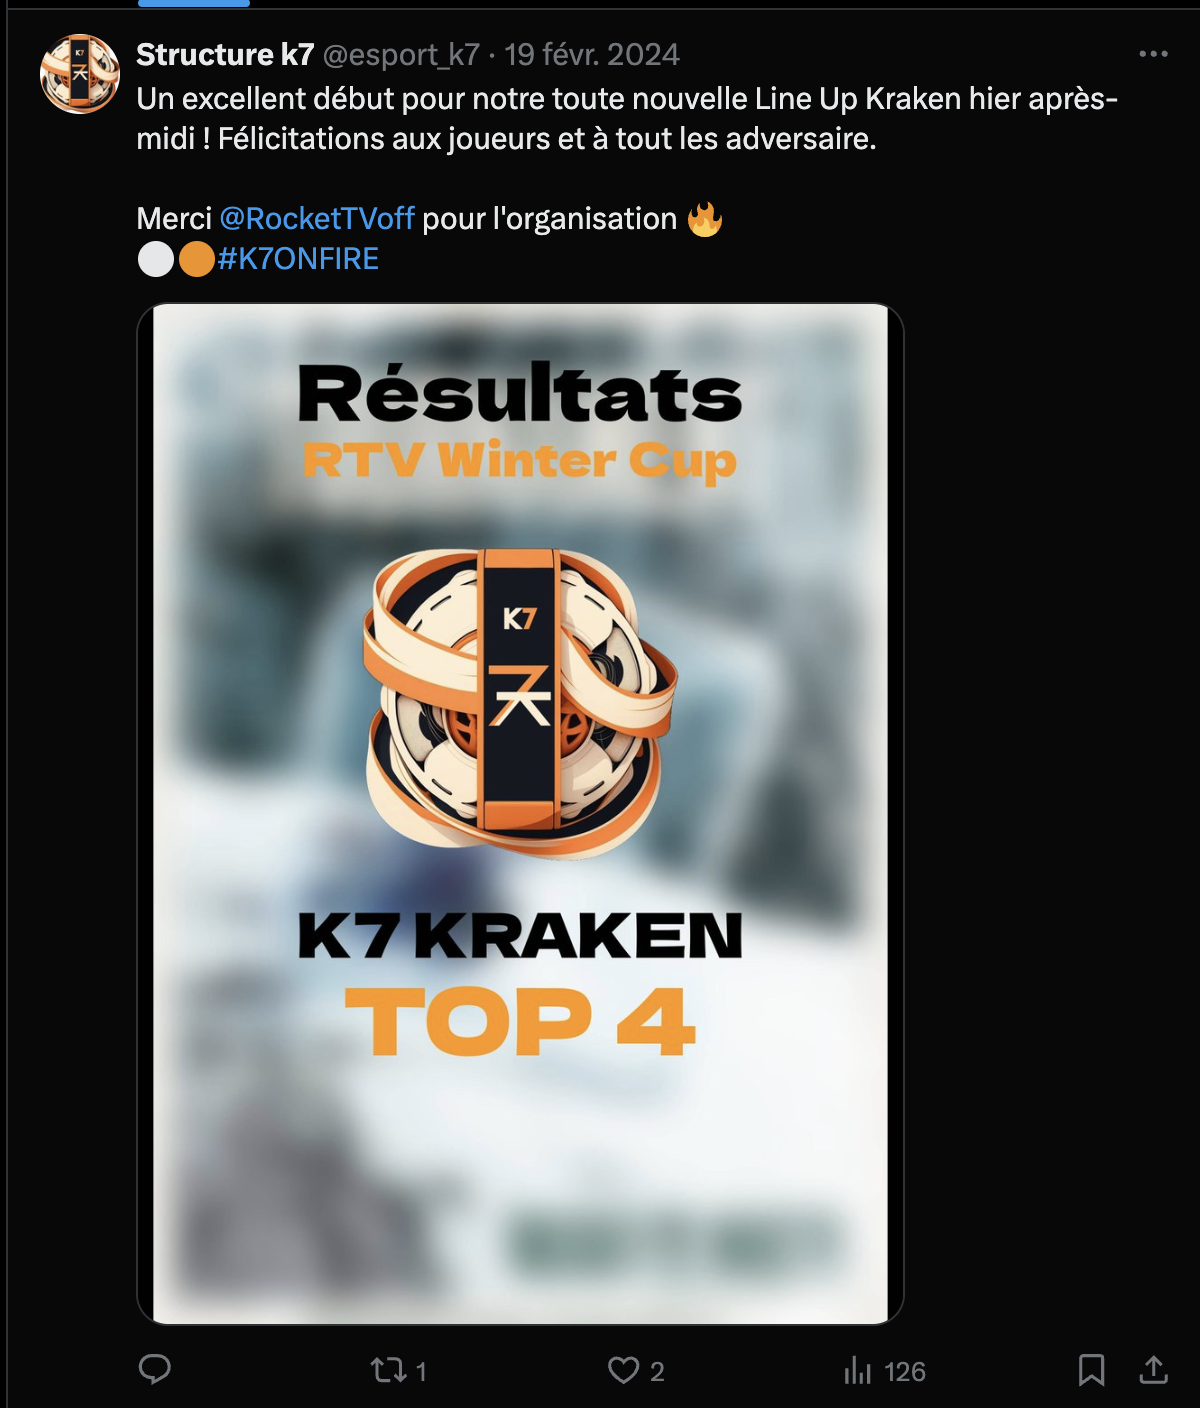 Structure k7 @esport_k7 · 19 févr. 2024
Un excellent début pour notre toute nouvelle Line Up Kraken hier après-
midi ! Félicitations aux joueurs et à tout les adversaire.
Merci @RocketTVoff pour l'organisation 🔥
⚪🟠#K7ONFIRE
Résultats
RTV Winter Cup
K7
7K
K7 KRAKEN
TOP 4
1
2
126